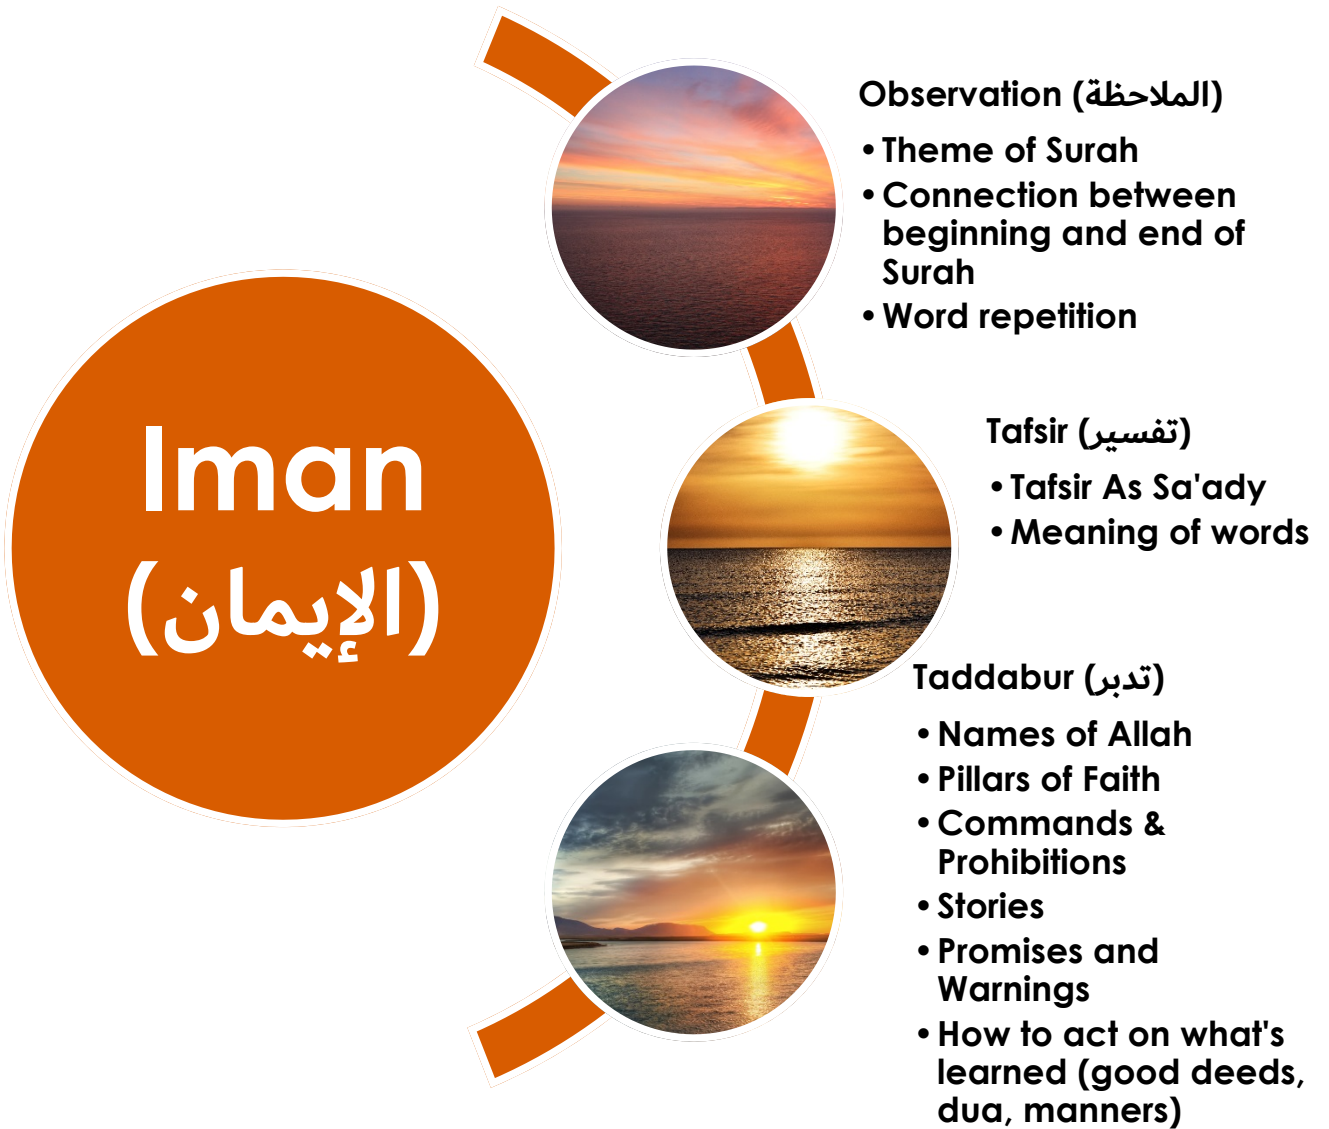 Iman
(الإيمان)
Observation (الملاحظة)
• Theme of Surah
• Connection between
beginning and end of
Surah
• Word repetition
Tafsir (تفسير)
• Tafsir As Sa'ady
• Meaning of words
Taddabur (تدبر)
• Names of Allah
• Pillars of Faith
• Commands &
Prohibitions
• Stories
• Promises and
Warnings
• How to act on what's
learned (good deeds,
dua, manners)